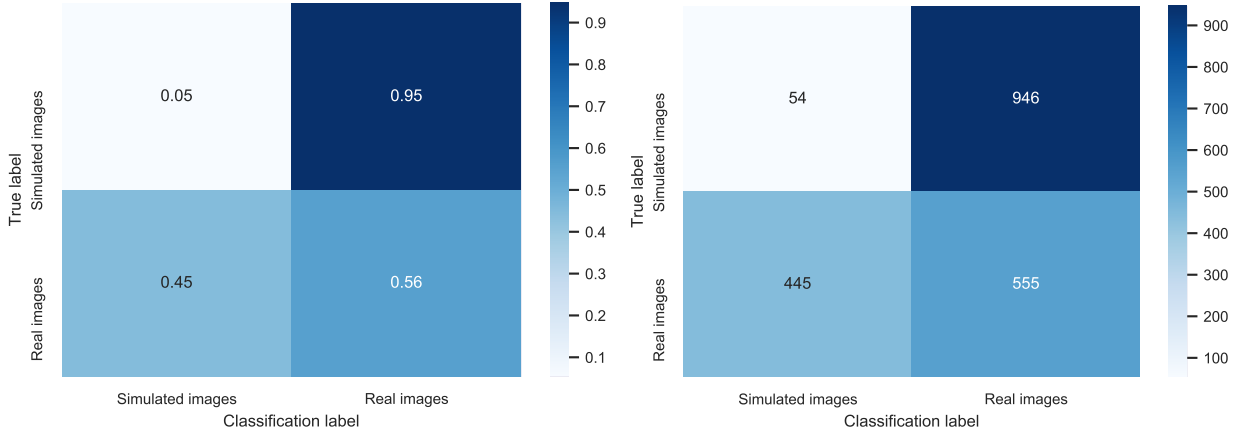 True label
Simulated images
Real images
0.05
0.95
0.45
0.56
Simulated images
Real images
Classification label
0.9
0.8
0.7
0.6
0.5
0.4
0.3
0.2
0.1
True label
Simulated images
Real images
54
946
445
555
Simulated images
Real images
Classification label
900
800
700
600
500
400
300
200
100